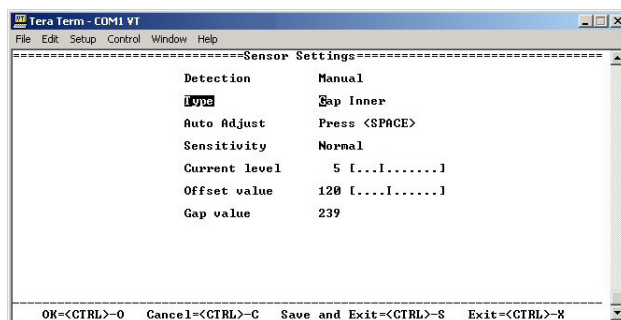 Tera Term - COM1 VT
File Edit Setup Control Window Help
=============================Sensor Settings===============================
Detection Manual
Type Gap Inner
Auto Adjust Press <SPACE>
Sensitivity Normal
Current level 5 [...I.......]
Offset value 120 [....I......]
Gap value 239
OK=<CTRL>-O Cancel=<CTRL>-C Save and Exit=<CTRL>-S Exit=<CTRL>-X